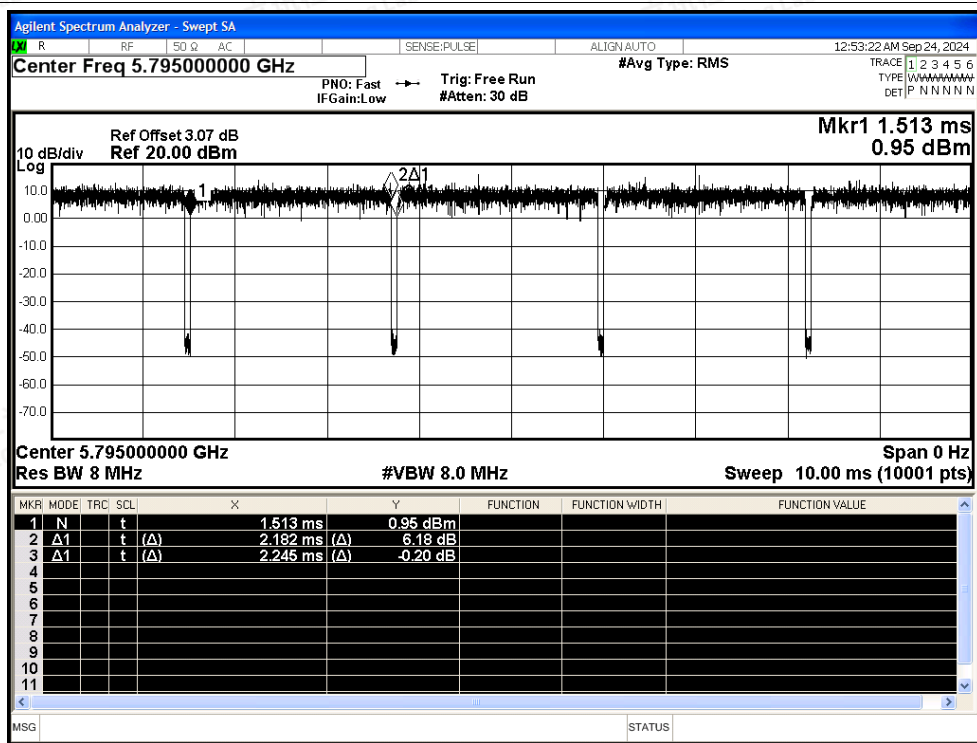 Agilent Spectrum Analyzer - Swept SA
LXI R RF 50 Ω AC SENSE:PULSE ALIGN AUTO 12:53:22 AM Sep 24, 2024
Center Freq 5.795000000 GHz #Avg Type: RMS TRACE 1 2 3 4 5 6
PNO: Fast Trig: Free Run TYPE
IFGain:Low #Atten: 30 dB DET P N N N N N
Mkr1 1.513 ms
Ref Offset 3.07 dB
10 dB/div Ref 20.00 dBm 0.95 dBm
Log
2Δ1
10.0 1
0.00
-10.0
-20.0
-30.0
-40.0
-50.0
-60.0
-70.0
Center 5.795000000 GHz Span 0 Hz
Res BW 8 MHz #VBW 8.0 MHz Sweep 10.00 ms (10001 pts)
MKR MODE TRC SCL X Y FUNCTION FUNCTION WIDTH FUNCTION VALUE
1 N t 1.513 ms 0.95 dBm
2 Δ1 t (Δ) 2.182 ms (Δ) 6.18 dB
3 Δ1 t (Δ) 2.245 ms (Δ) -0.20 dB
4
5
6
7
8
9
10
11
MSG STATUS